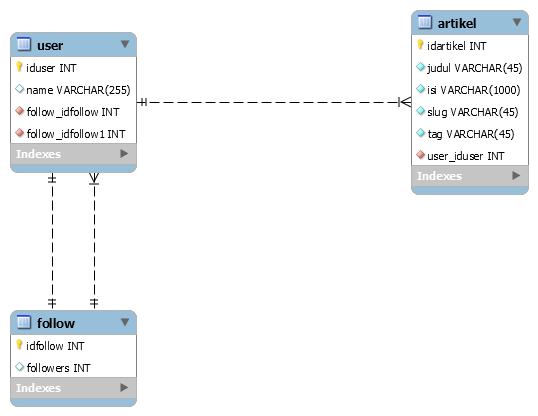 user
iduser INT
name VARCHAR(255)
follow_idfollow INT
follow_idfollow1 INT
Indexes
artikel
idartikel INT
judul VARCHAR(45)
isi VARCHAR(1000)
slug VARCHAR(45)
tag VARCHAR(45)
user_iduser INT
Indexes
follow
idfollow INT
followers INT
Indexes